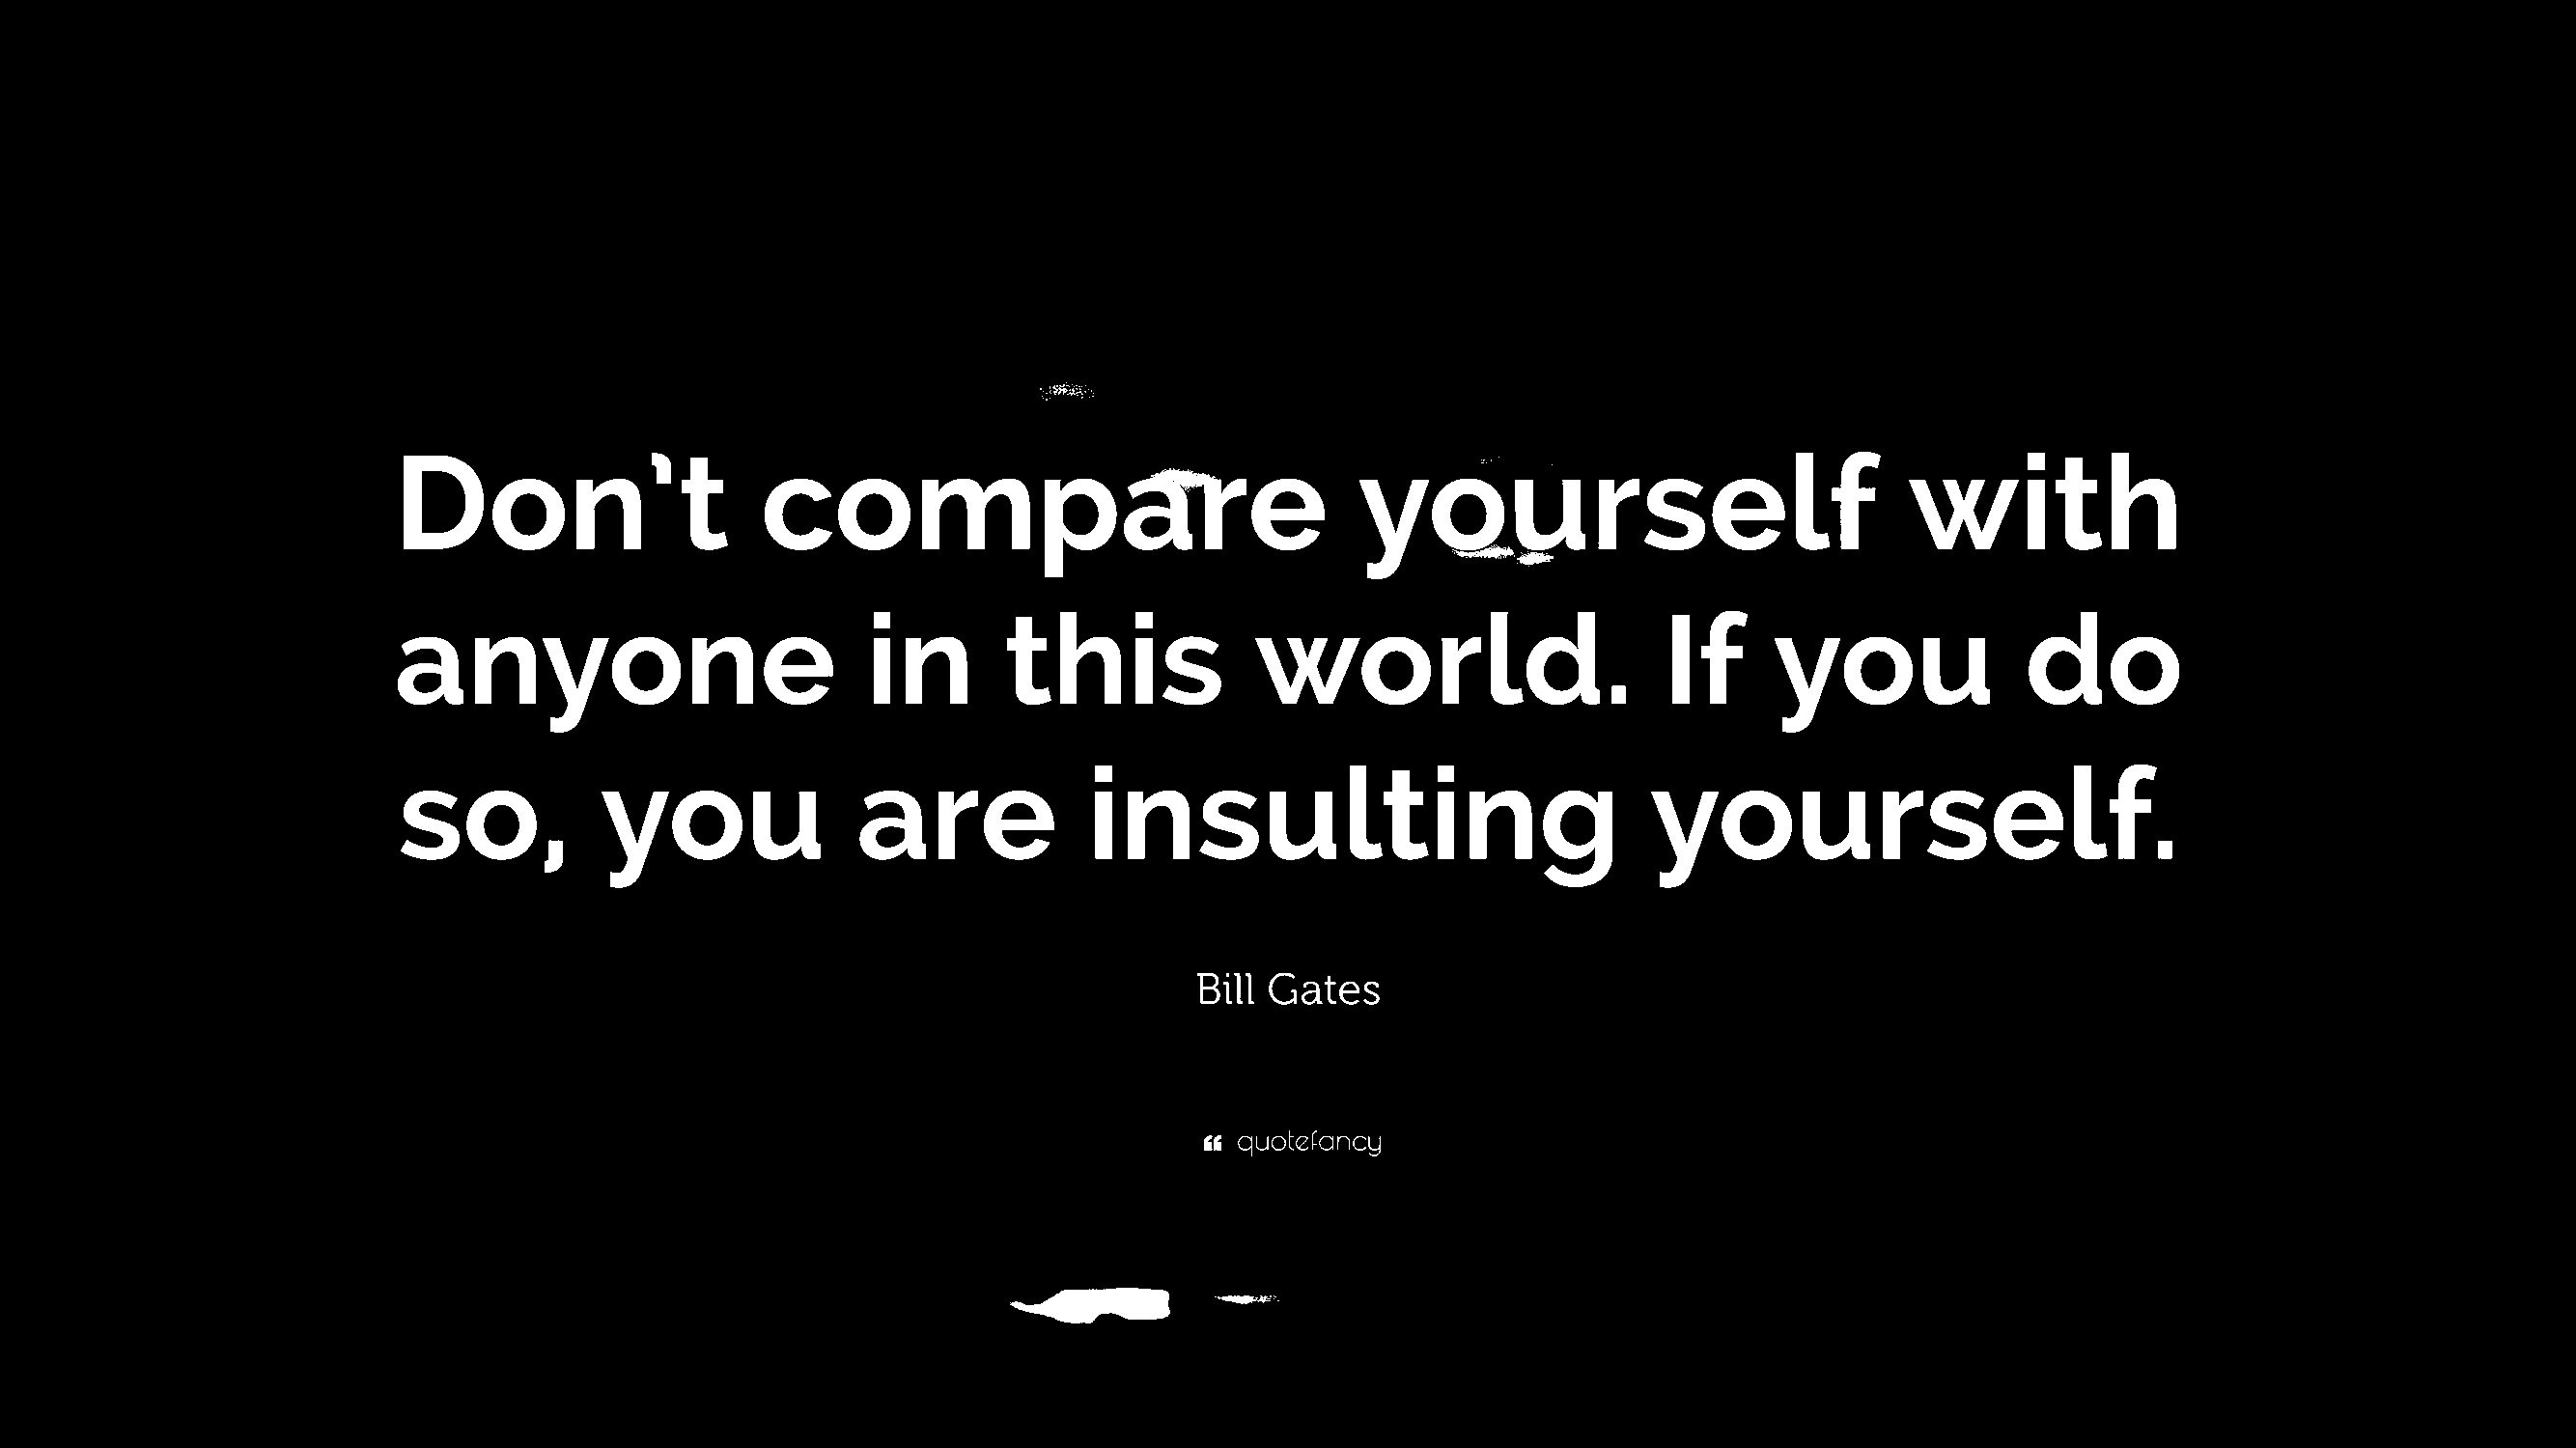 Don’t compare yourself with
anyone in this world. If you do
so, you are insulting yourself.
Bill Gates
❝ quotefancy